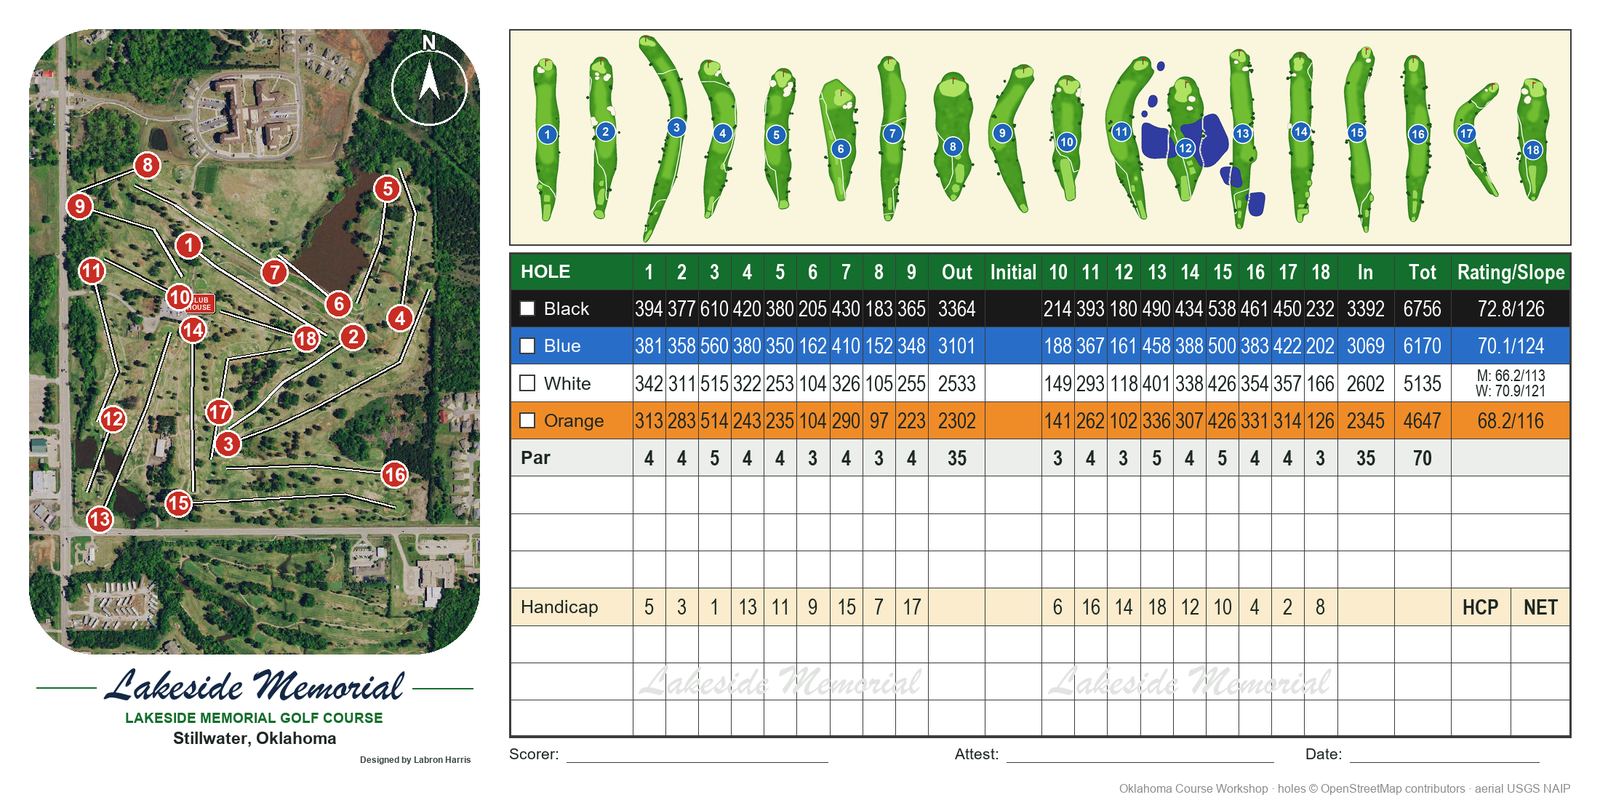 N
8
5
9
1
11
7
10
CLUB HOUSE
6
4
14
18
2
12
17
3
16
15
13
Lakeside Memorial
LAKESIDE MEMORIAL GOLF COURSE
Stillwater, Oklahoma
Designed by Labron Harris
1 2 3 4 5 6 7 8 9 10 11 12 13 14 15 16 17 18
HOLE 1 2 3 4 5 6 7 8 9 Out Initial 10 11 12 13 14 15 16 17 18 In Tot Rating/Slope
Black 394 377 610 420 380 205 430 183 365 3364 214 393 180 490 434 538 461 450 232 3392 6756 72.8/126
Blue 381 358 560 380 350 162 410 152 348 3101 188 367 161 458 388 500 383 422 202 3069 6170 70.1/124
White 342 311 515 322 253 104 326 105 255 2533 149 293 118 401 338 426 354 357 166 2602 5135 M: 66.2/113
W: 70.9/121
Orange 313 283 514 243 235 104 290 97 223 2302 141 262 102 336 307 426 331 314 126 2345 4647 68.2/116
Par 4 4 5 4 4 3 4 3 4 35 3 4 3 5 4 5 4 4 3 35 70
Handicap 5 3 1 13 11 9 15 7 17 6 16 14 18 12 10 4 2 8 HCP NET
Lakeside Memorial Lakeside Memorial
Scorer: Attest: Date:
Oklahoma Course Workshop · holes © OpenStreetMap contributors · aerial USGS NAIP